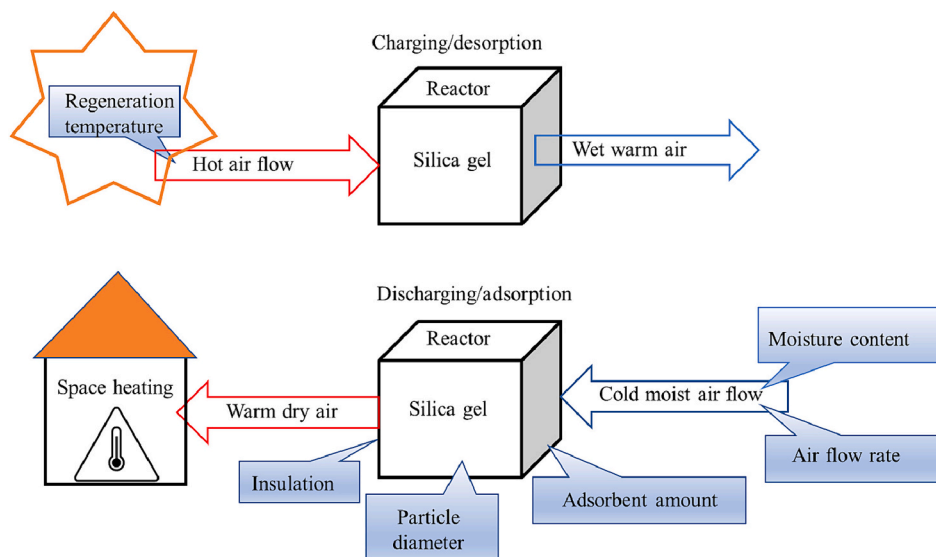 Charging/desorption
Regeneration
temperature
Reactor
Hot air flow
Silica gel
Wet warm air
Discharging/adsorption
Reactor
Moisture content
Space heating
Warm dry air
Silica gel
Cold moist air flow
Insulation
Particle
diameter
Adsorbent amount
Air flow rate